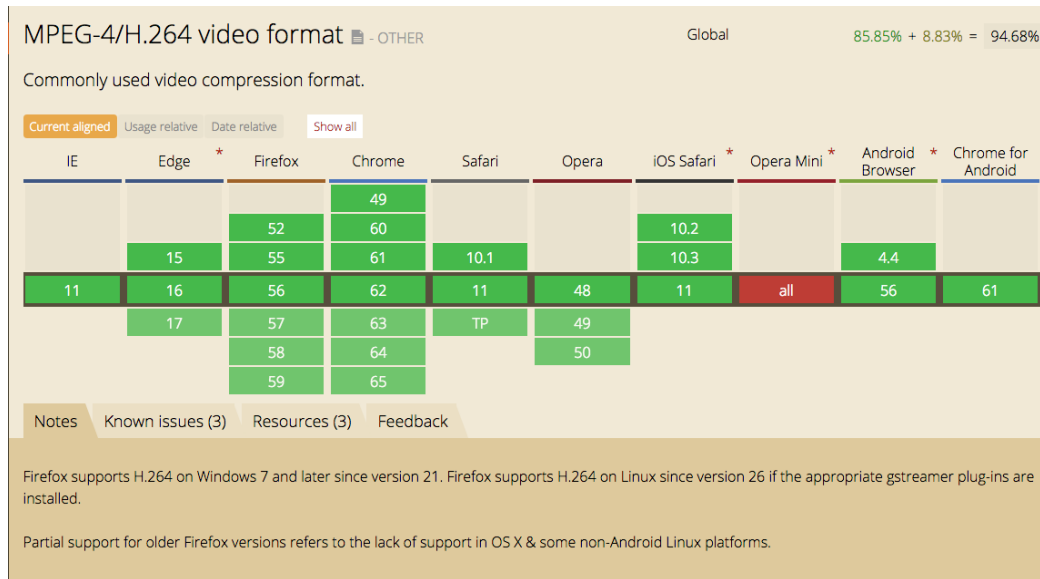 MPEG-4/H.264 video format - OTHER Global 85.85% + 8.83% = 94.68%
Commonly used video compression format.
Current aligned Usage relative Date relative Show all
IE Edge * Firefox Chrome Safari Opera iOS Safari * Opera Mini * Android Browser * Chrome for Android
49
52 60 10.2
15 55 61 10.1 10.3 4.4
11 16 56 62 11 48 11 all 56 61
17 57 63 TP 49
58 64 50
59 65
Notes Known issues (3) Resources (3) Feedback
Firefox supports H.264 on Windows 7 and later since version 21. Firefox supports H.264 on Linux since version 26 if the appropriate gstreamer plug-ins are
installed.
Partial support for older Firefox versions refers to the lack of support in OS X & some non-Android Linux platforms.